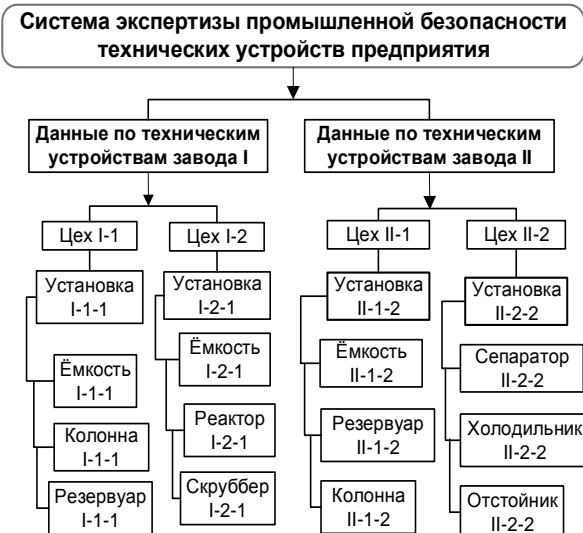 Система экспертизы промышленной безопасности
технических устройств предприятия
Данные по техническим
устройствам завода I
Данные по техническим
устройствам завода II
Цех I-1
Цех I-2
Цех II-1
Цех II-2
Установка
I-1-1
Установка
I-2-1
Установка
II-1-2
Установка
II-2-2
Ёмкость
I-1-1
Ёмкость
I-2-1
Ёмкость
II-1-2
Сепаратор
II-2-2
Колонна
I-1-1
Реактор
I-2-1
Резервуар
II-1-2
Холодильник
II-2-2
Резервуар
I-1-1
Скруббер
I-2-1
Колонна
II-1-2
Отстойник
II-2-2